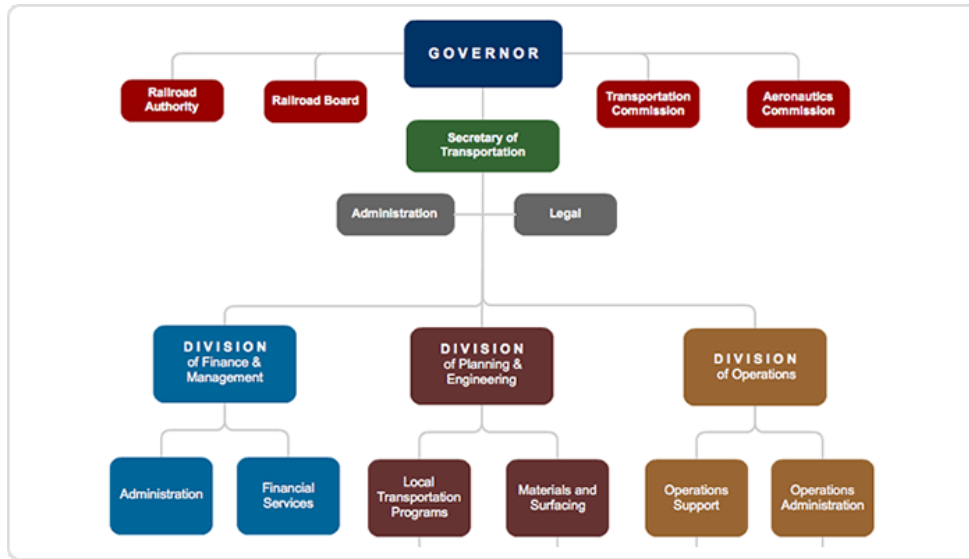 GOVERNOR
Railroad
Authority
Railroad Board
Transportation
Commission
Aeronautics
Commission
Secretary of
Transportation
Administration
Legal
DIVISION
of Finance &
Management
DIVISION
of Planning &
Engineering
DIVISION
of Operations
Administration
Financial
Services
Local
Transportation
Programs
Materials and
Surfacing
Operations
Support
Operations
Administration